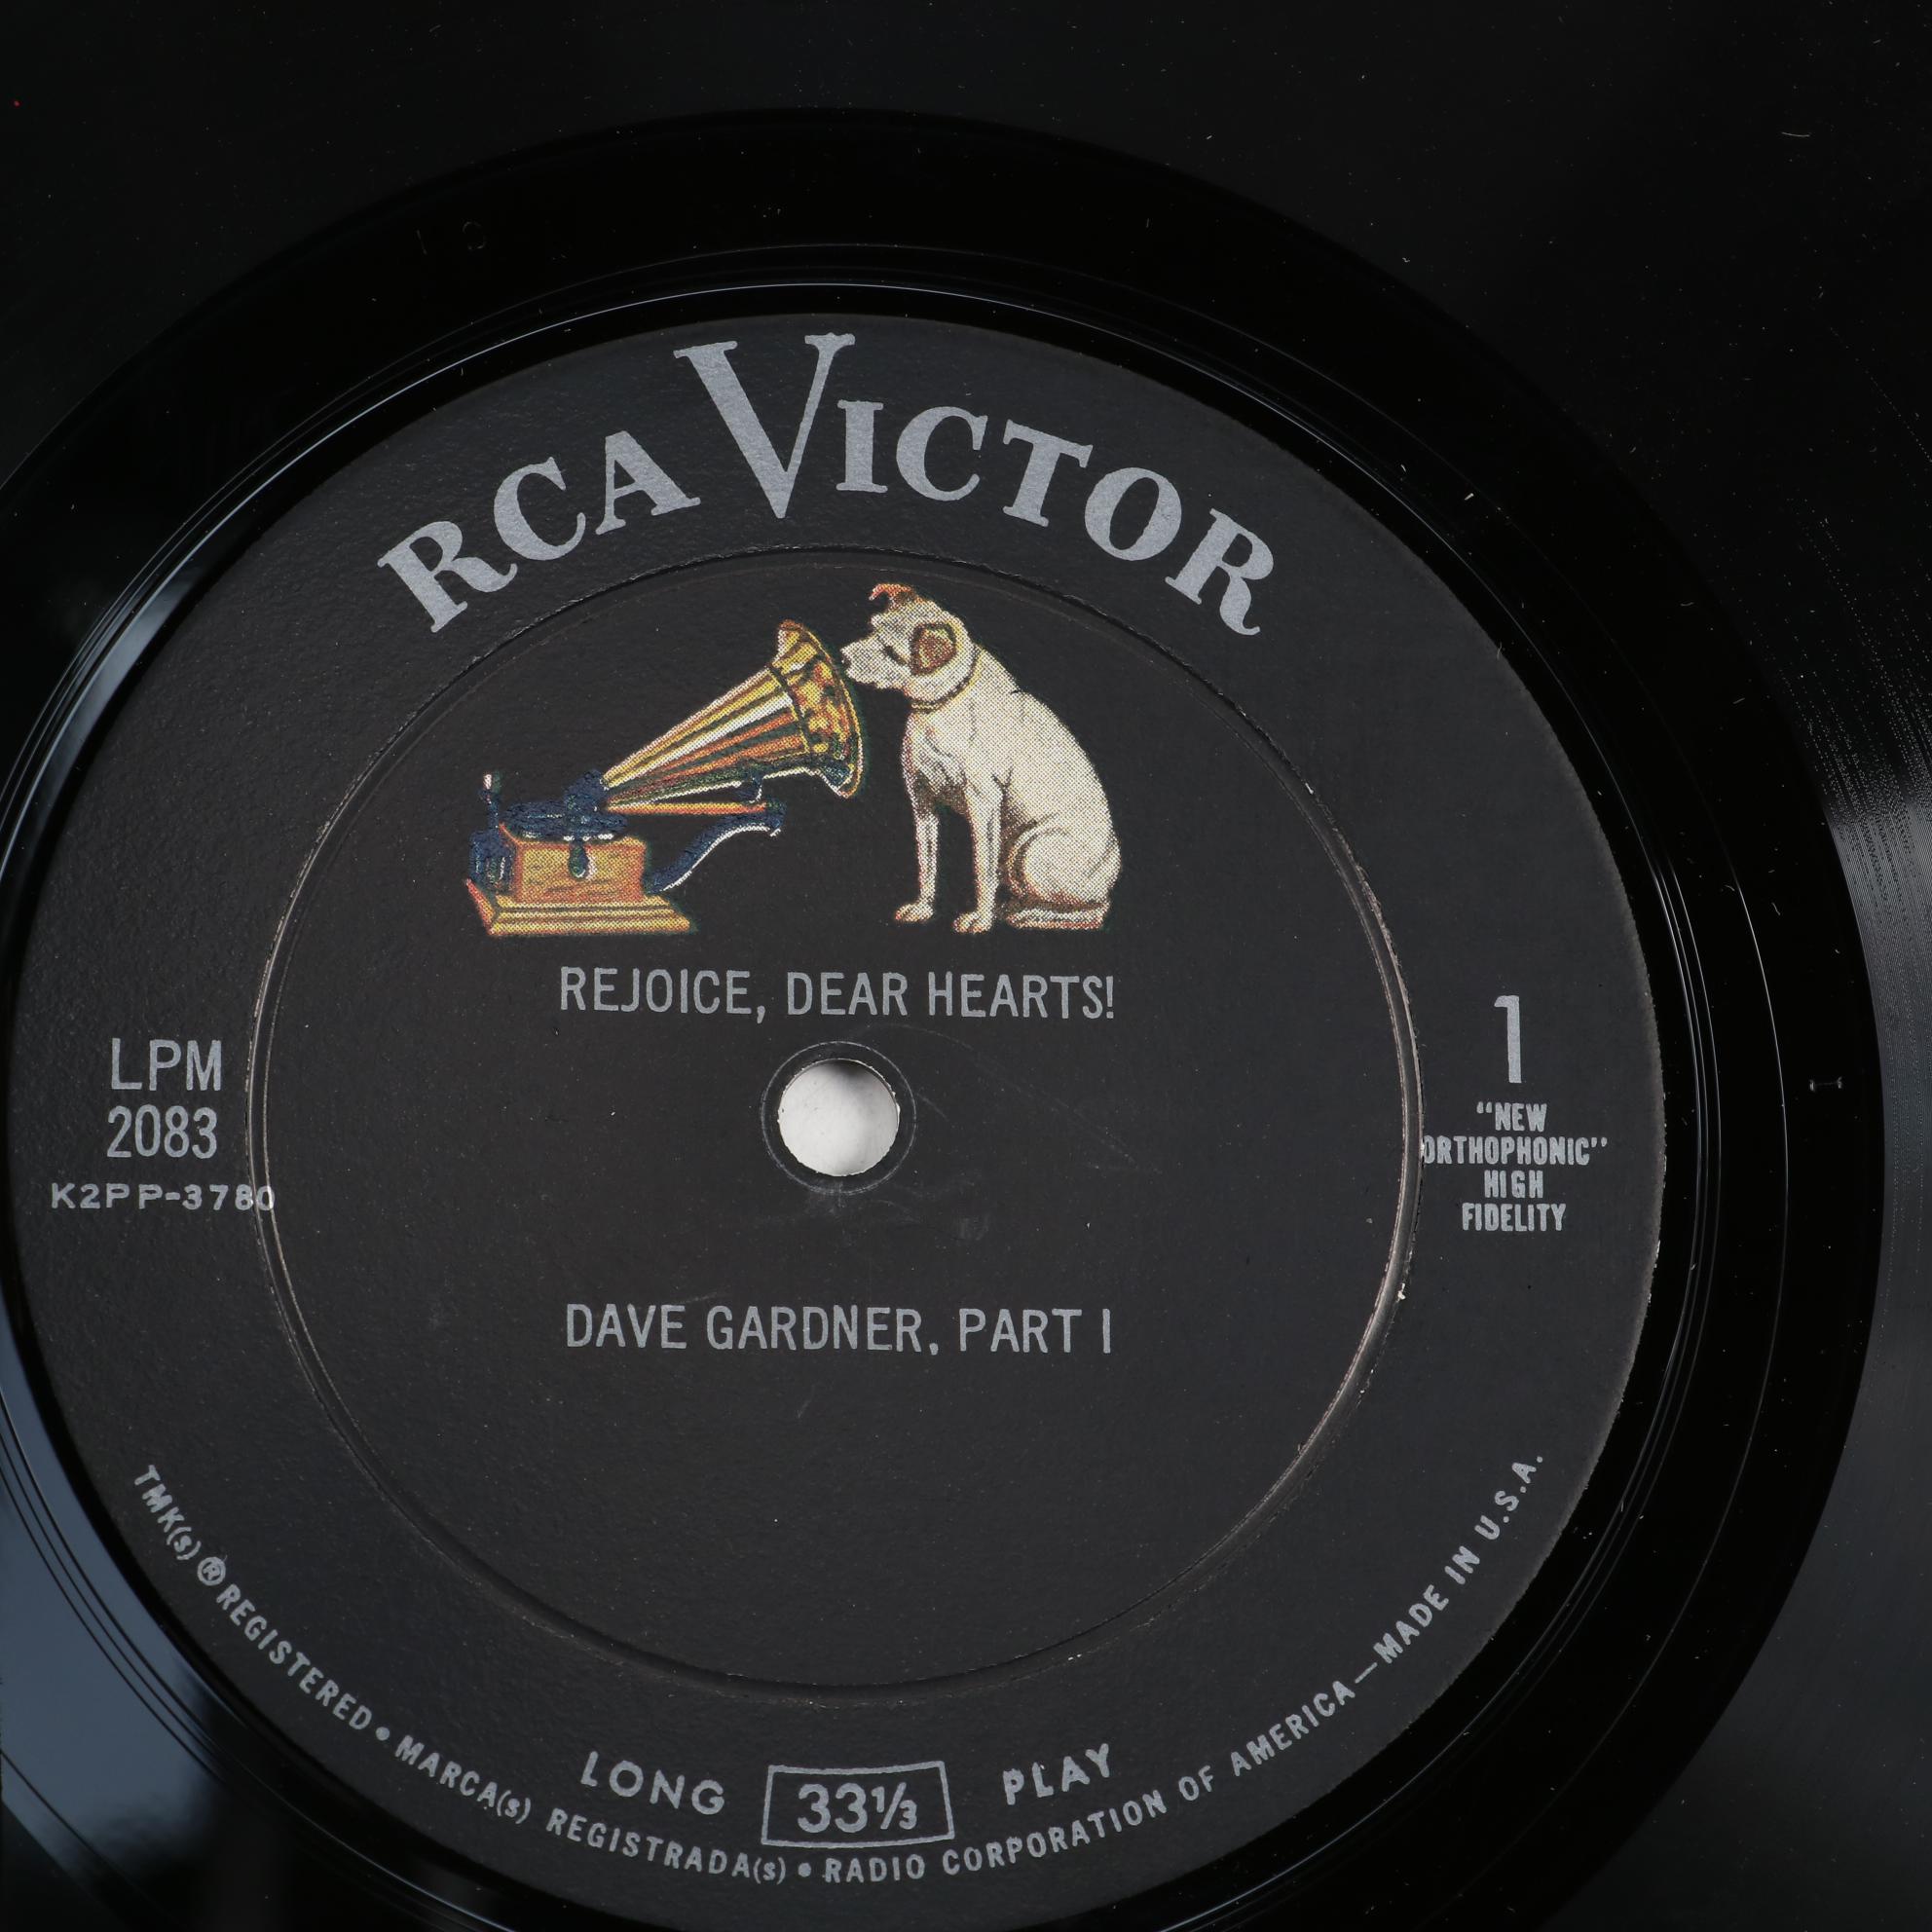 RCA VICTOR
REJOICE, DEAR HEARTS!
LPM
2083
K2PP-3780
1
"NEW
ORTHOPHONIC"
HIGH
FIDELITY
DAVE GARDNER, PART I
LONG 33⅓ PLAY
TMK(s) ® REGISTERED • MARCA(s) REGISTRADA(s) • RADIO CORPORATION OF AMERICA—MADE IN U.S.A.